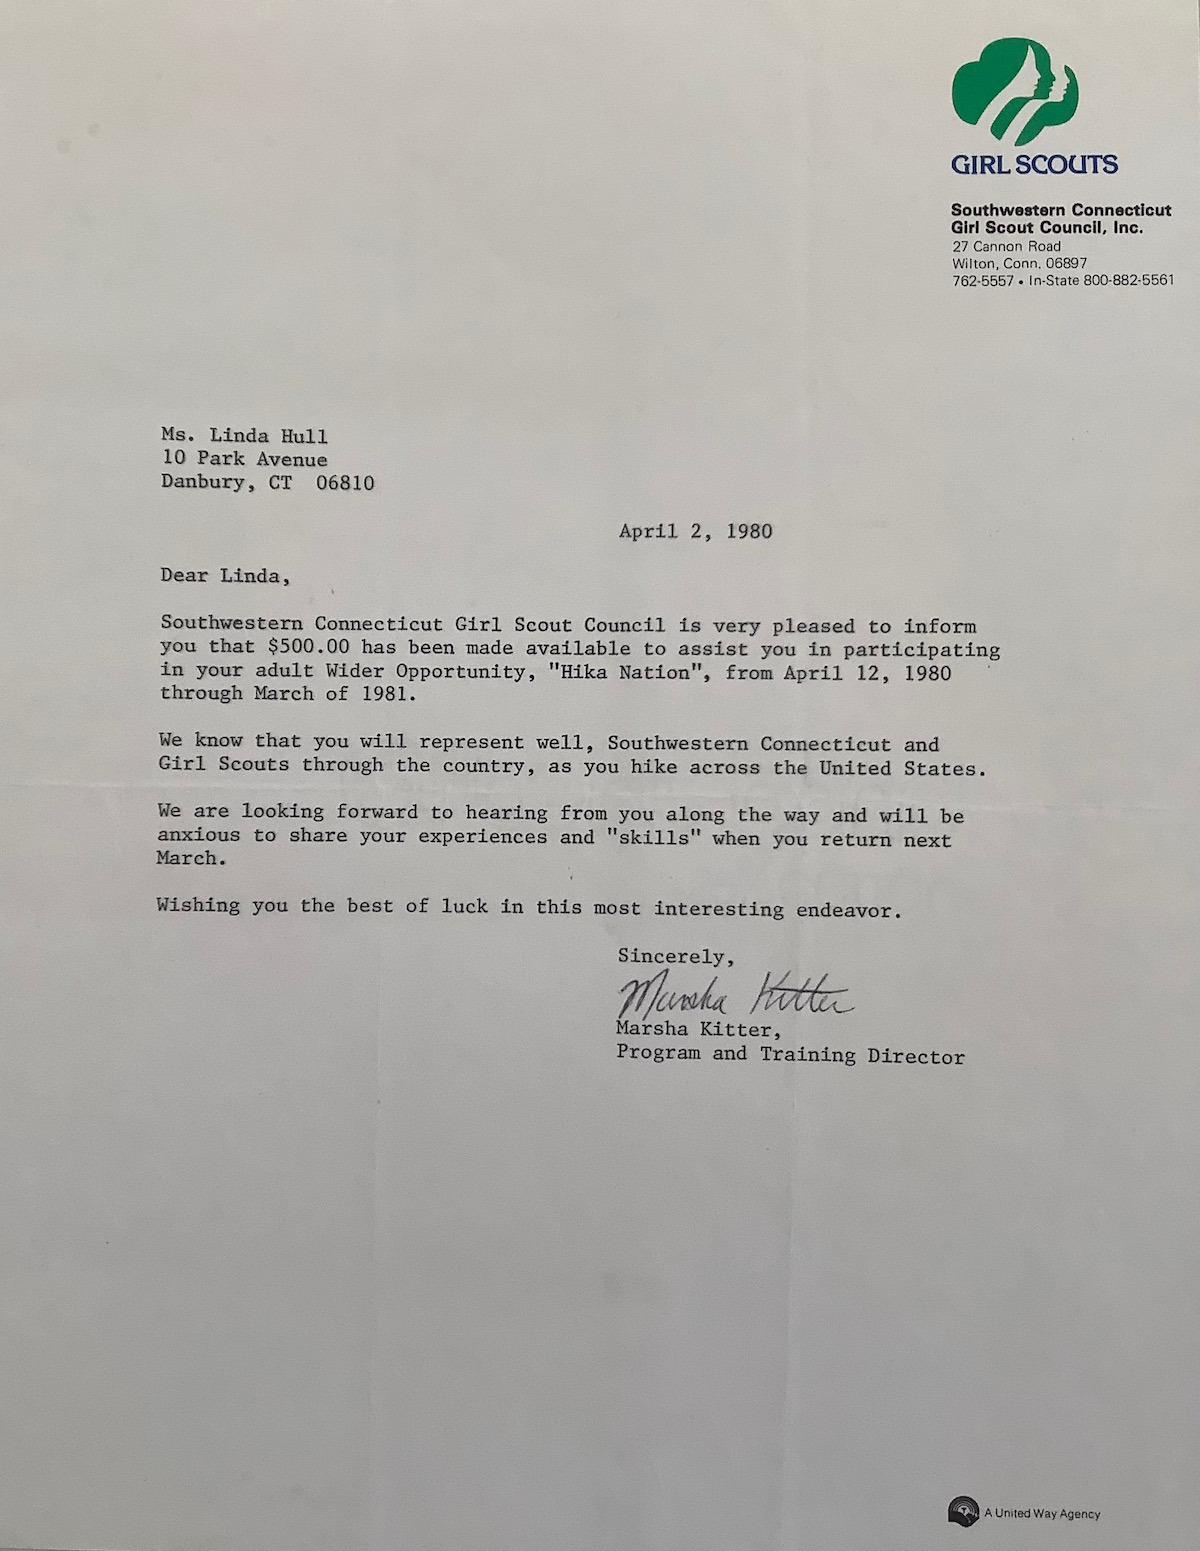 GIRL SCOUTS
Southwestern Connecticut
Girl Scout Council, Inc.
27 Cannon Road
Wilton, Conn. 06897
762-5557 • In-State 800-882-5561
Ms. Linda Hull
10 Park Avenue
Danbury, CT  06810
April 2, 1980
Dear Linda,
Southwestern Connecticut Girl Scout Council is very pleased to inform
you that $500.00 has been made available to assist you in participating
in your adult Wider Opportunity, "Hika Nation", from April 12, 1980
through March of 1981.
We know that you will represent well, Southwestern Connecticut and
Girl Scouts through the country, as you hike across the United States.
We are looking forward to hearing from you along the way and will be
anxious to share your experiences and "skills" when you return next
March.
Wishing you the best of luck in this most interesting endeavor.
Sincerely,
Marsha Kitter
Marsha Kitter,
Program and Training Director
A United Way Agency